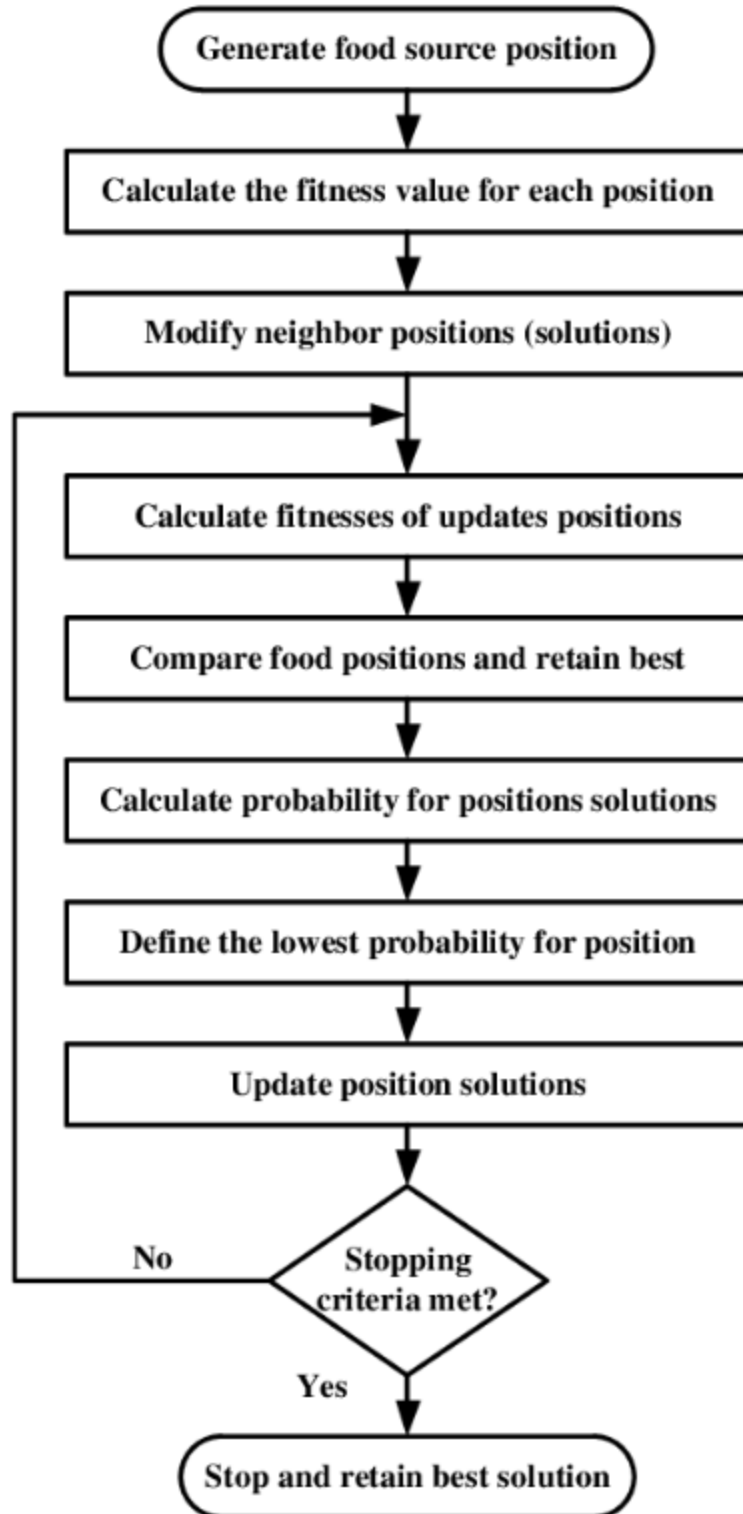 Generate food source position
Calculate the fitness value for each position
Modify neighbor positions (solutions)
Calculate fitnesses of updates positions
Compare food positions and retain best
Calculate probability for positions solutions
Define the lowest probability for position
Update position solutions
No
Stopping
criteria met?
Yes
Stop and retain best solution